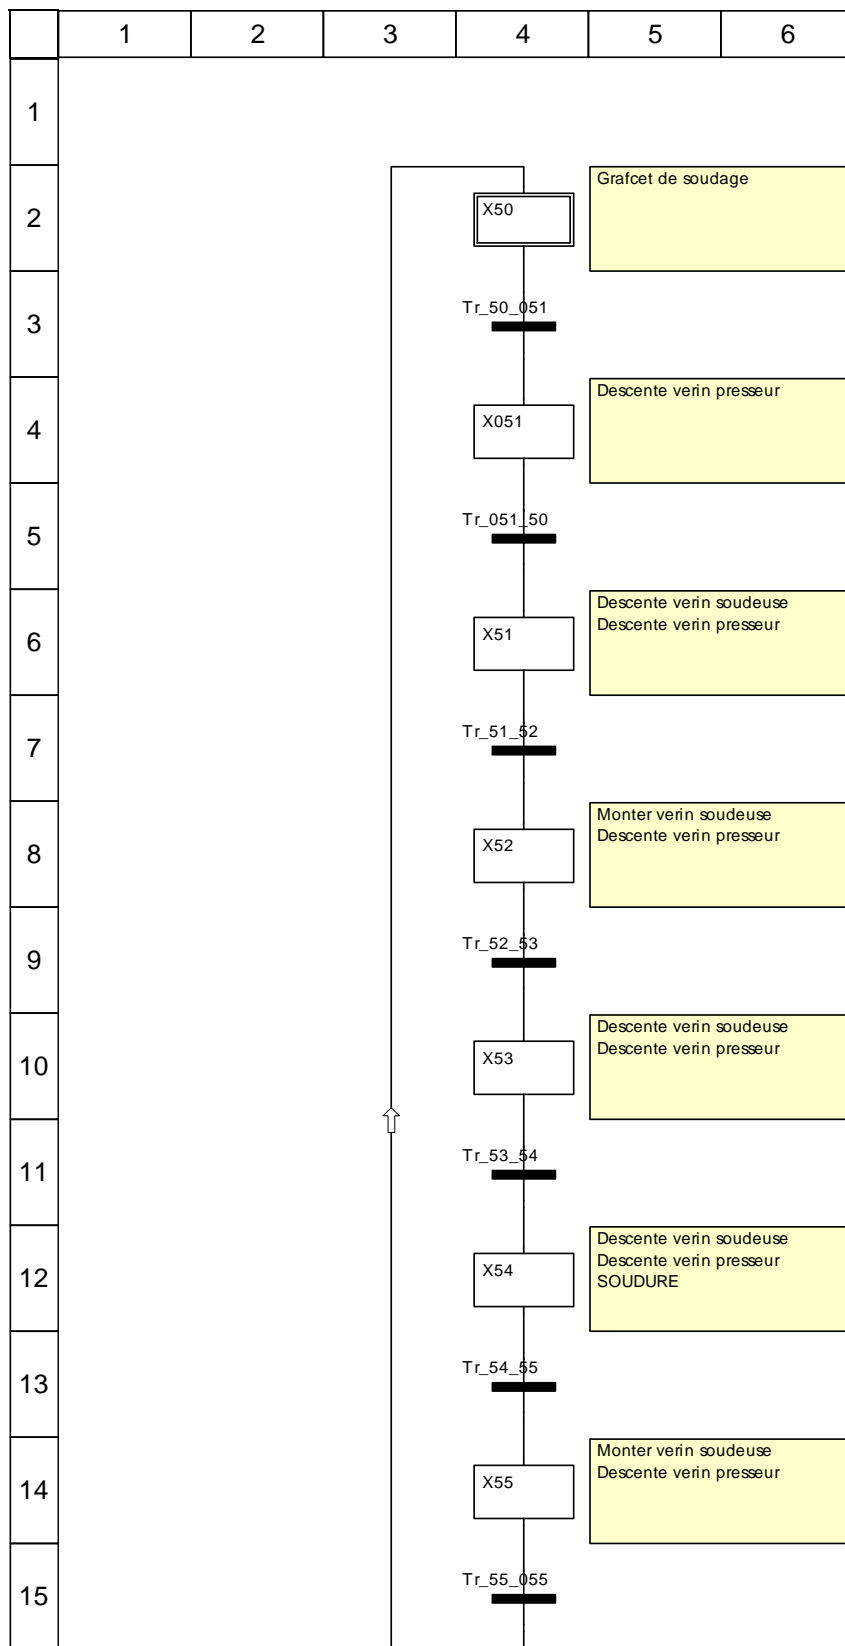 1 2 3 4 5 6
1
2
X50
Grafcet de soudage
3
Tr_50_051
4
X051
Descente verin presseur
5
Tr_051_50
6
X51
Descente verin soudeuse
Descente verin presseur
7
Tr_51_52
8
X52
Monter verin soudeuse
Descente verin presseur
9
Tr_52_53
10
X53
Descente verin soudeuse
Descente verin presseur
11
Tr_53_54
12
X54
Descente verin soudeuse
Descente verin presseur
SOUDURE
13
Tr_54_55
14
X55
Monter verin soudeuse
Descente verin presseur
15
Tr_55_055